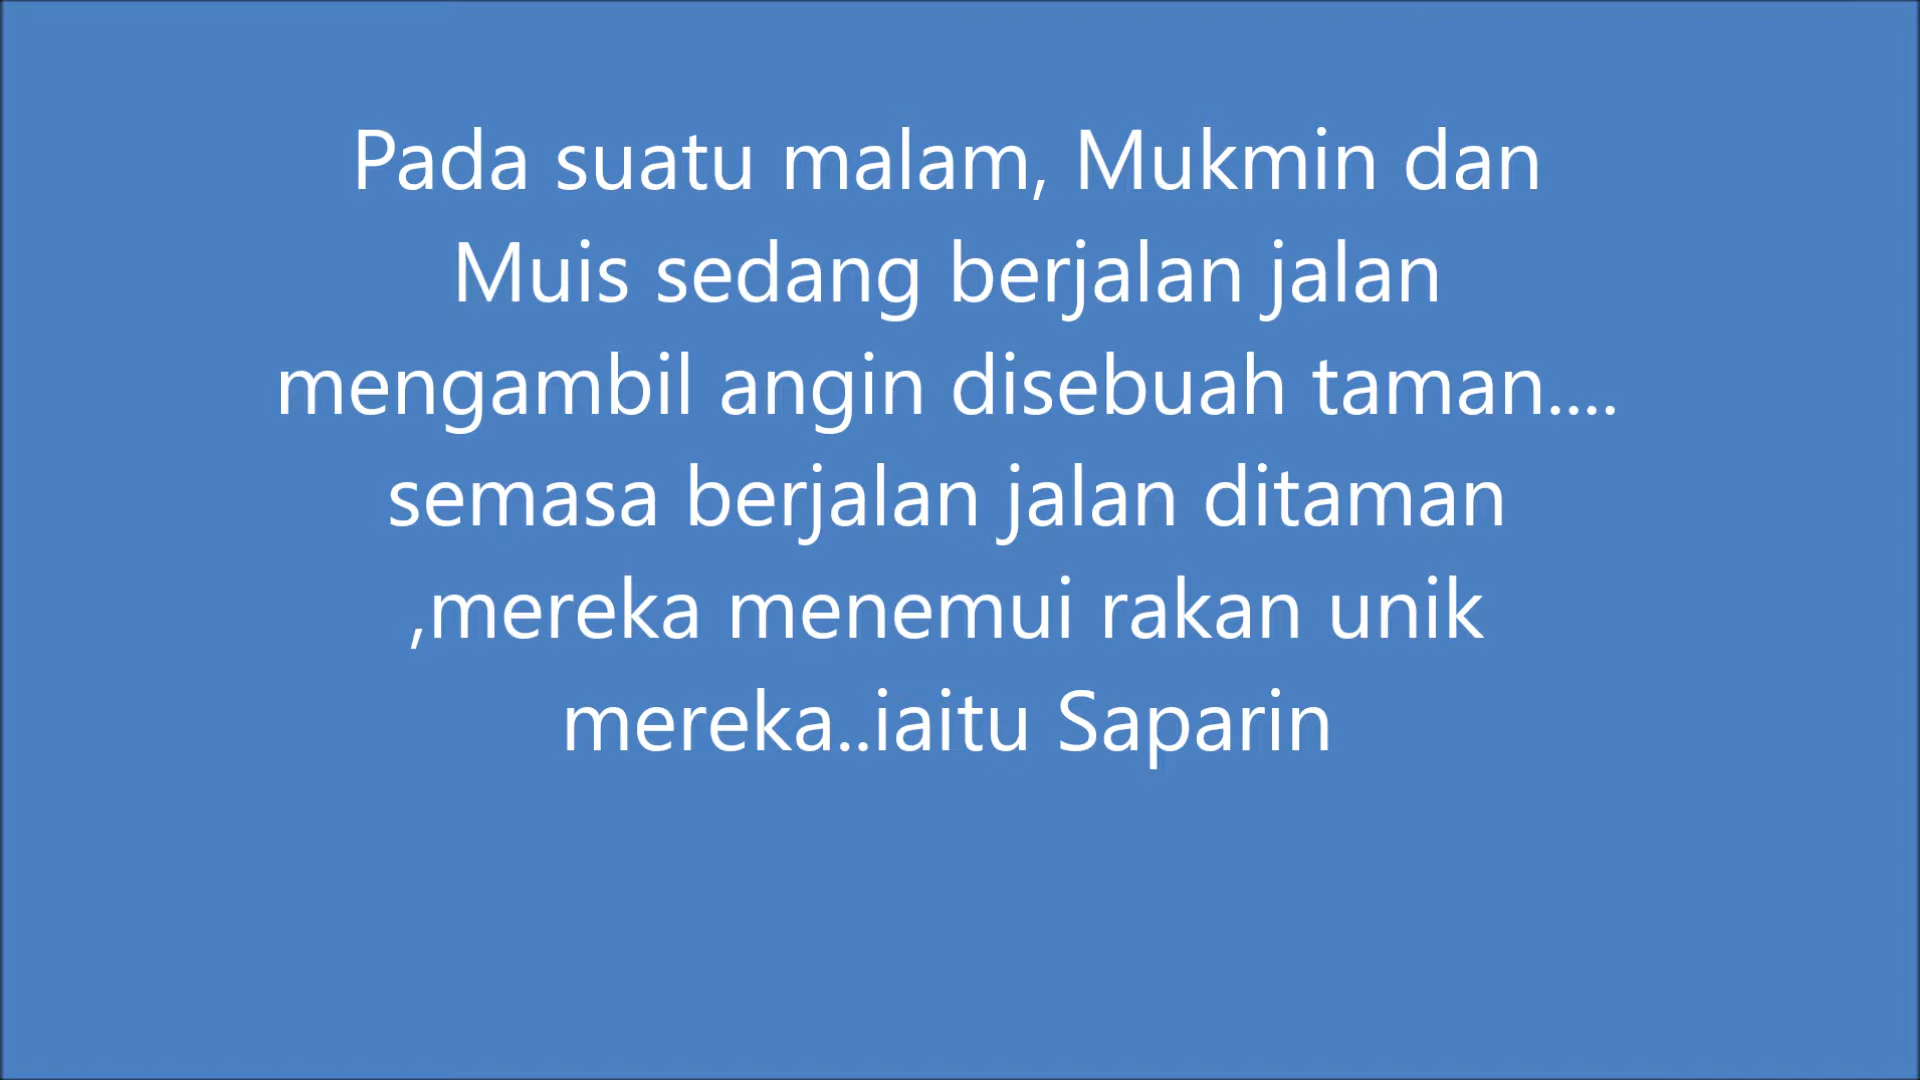 Pada suatu malam, Mukmin dan
Muis sedang berjalan jalan
mengambil angin disebuah taman....
semasa berjalan jalan ditaman
,mereka menemui rakan unik
mereka..iaitu Saparin